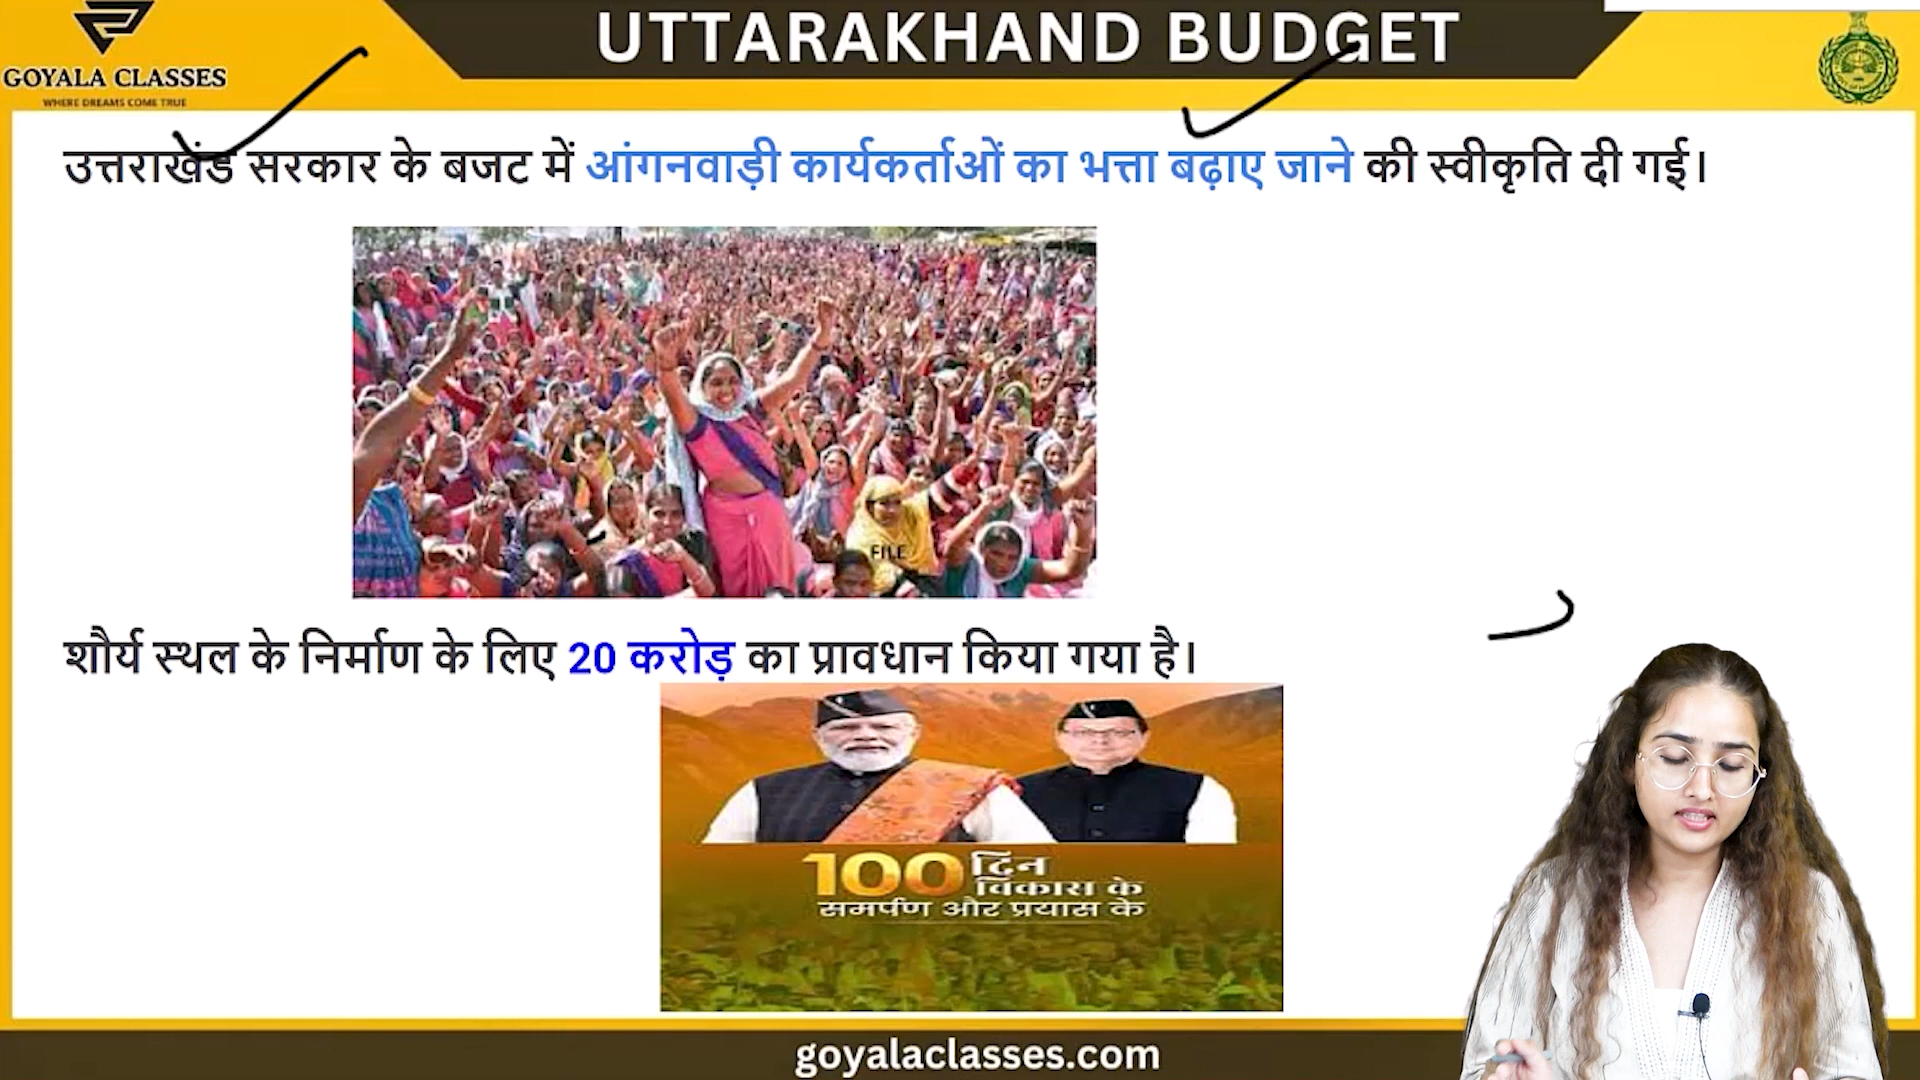 UTTARAKHAND BUDGET
GOYALA CLASSES
WHERE DREAMS COME TRUE
उत्तराखंड सरकार के बजट में आंगनवाड़ी कार्यकर्ताओं का भत्ता बढ़ाए जाने की स्वीकृति दी गई।
FILE
शौर्य स्थल के निर्माण के लिए 20 करोड़ का प्रावधान किया गया है।
100 दिन
विकास के
समर्पण और प्रयास के
goyalaclasses.com